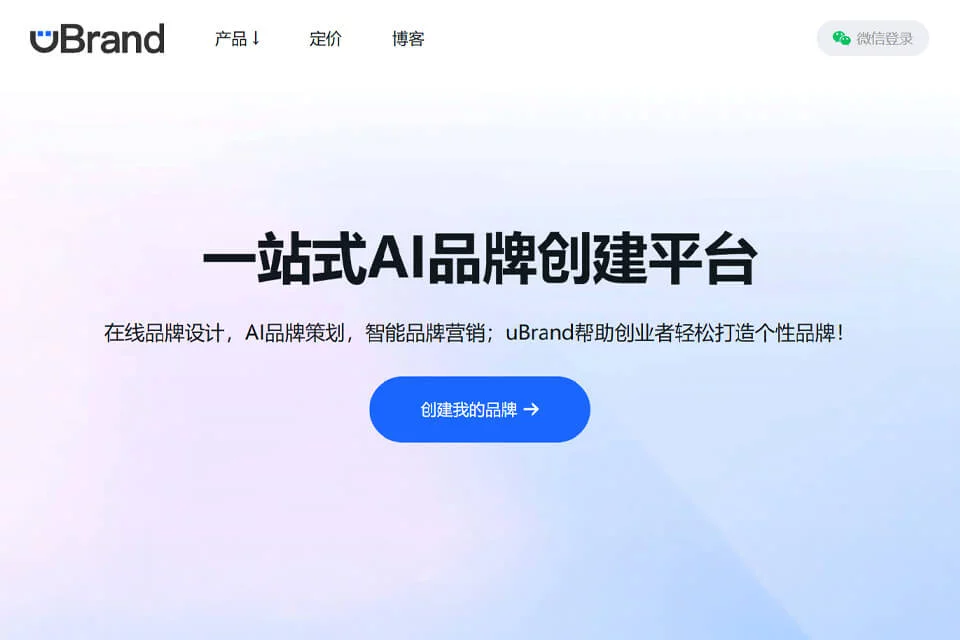 uBrand
产品↓
定价
博客
微信登录
一站式AI品牌创建平台
在线品牌设计，AI品牌策划，智能品牌营销；uBrand帮助创业者轻松打造个性品牌！
创建我的品牌→